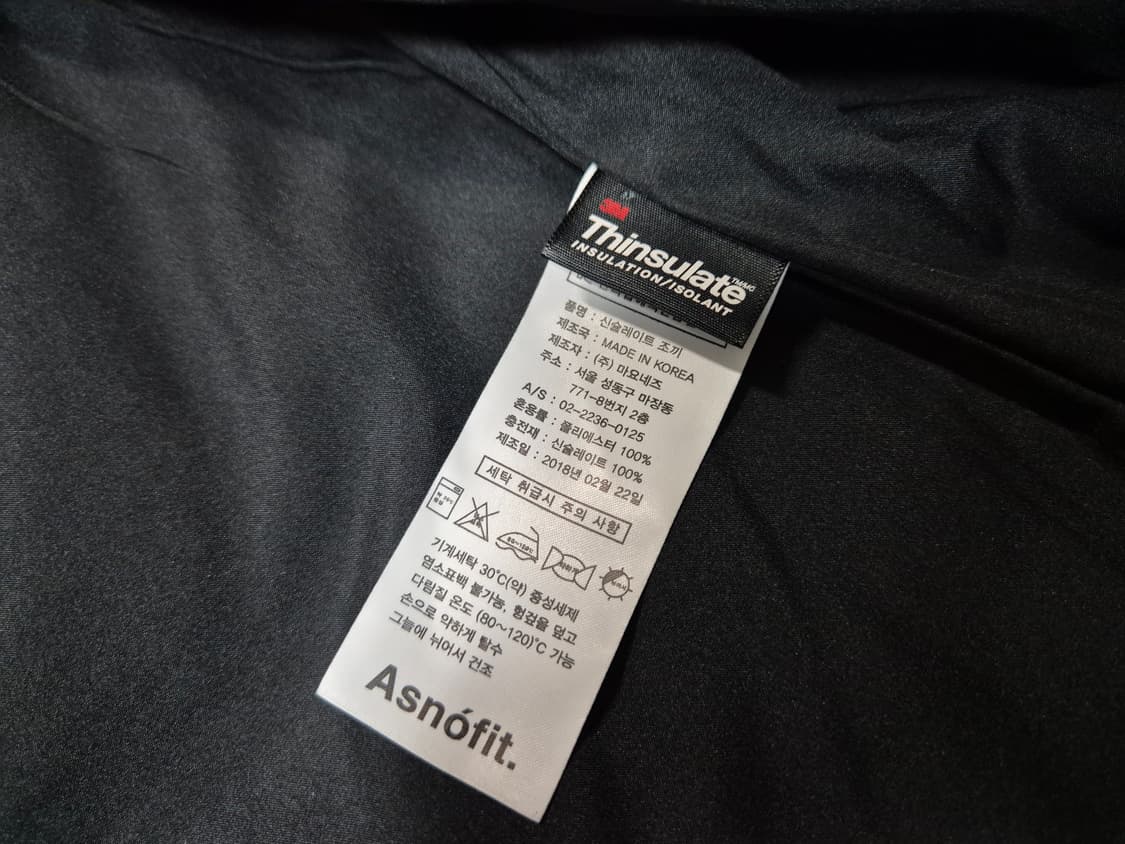 3M
Thinsulate™/MC
INSULATION/ISOLANT
품명 : 신슐레이트 조끼
제조국 : MADE IN KOREA
제조자 : (주) 마요네즈
주소 : 서울 성동구 마장동
771-8번지 2층
A/S : 02-2236-0125
혼용률 : 폴리에스터 100%
충전재 : 신슐레이트 100%
제조일 : 2018년 02월 22일
세탁 취급시 주의 사항
80~120℃
기계세탁 30℃(약) 중성세제
염소표백 불가능, 헝겊을 덮고
다림질 온도 (80~120)℃ 가능
손으로 약하게 탈수
그늘에 뉘어서 건조
Asnófit.